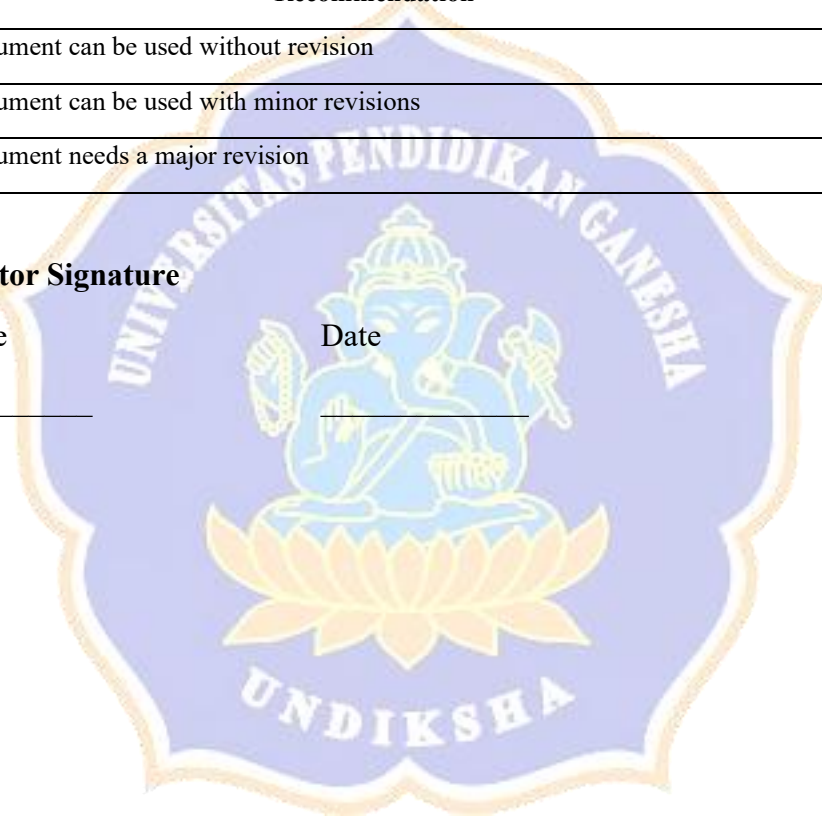 Recommendation
ument can be used without revision
ument can be used with minor revisions
ument needs a major revision
UNIVERSITAS PENDIDIKAN GANESHA
tor Signature
e Date
UNDIKSHA